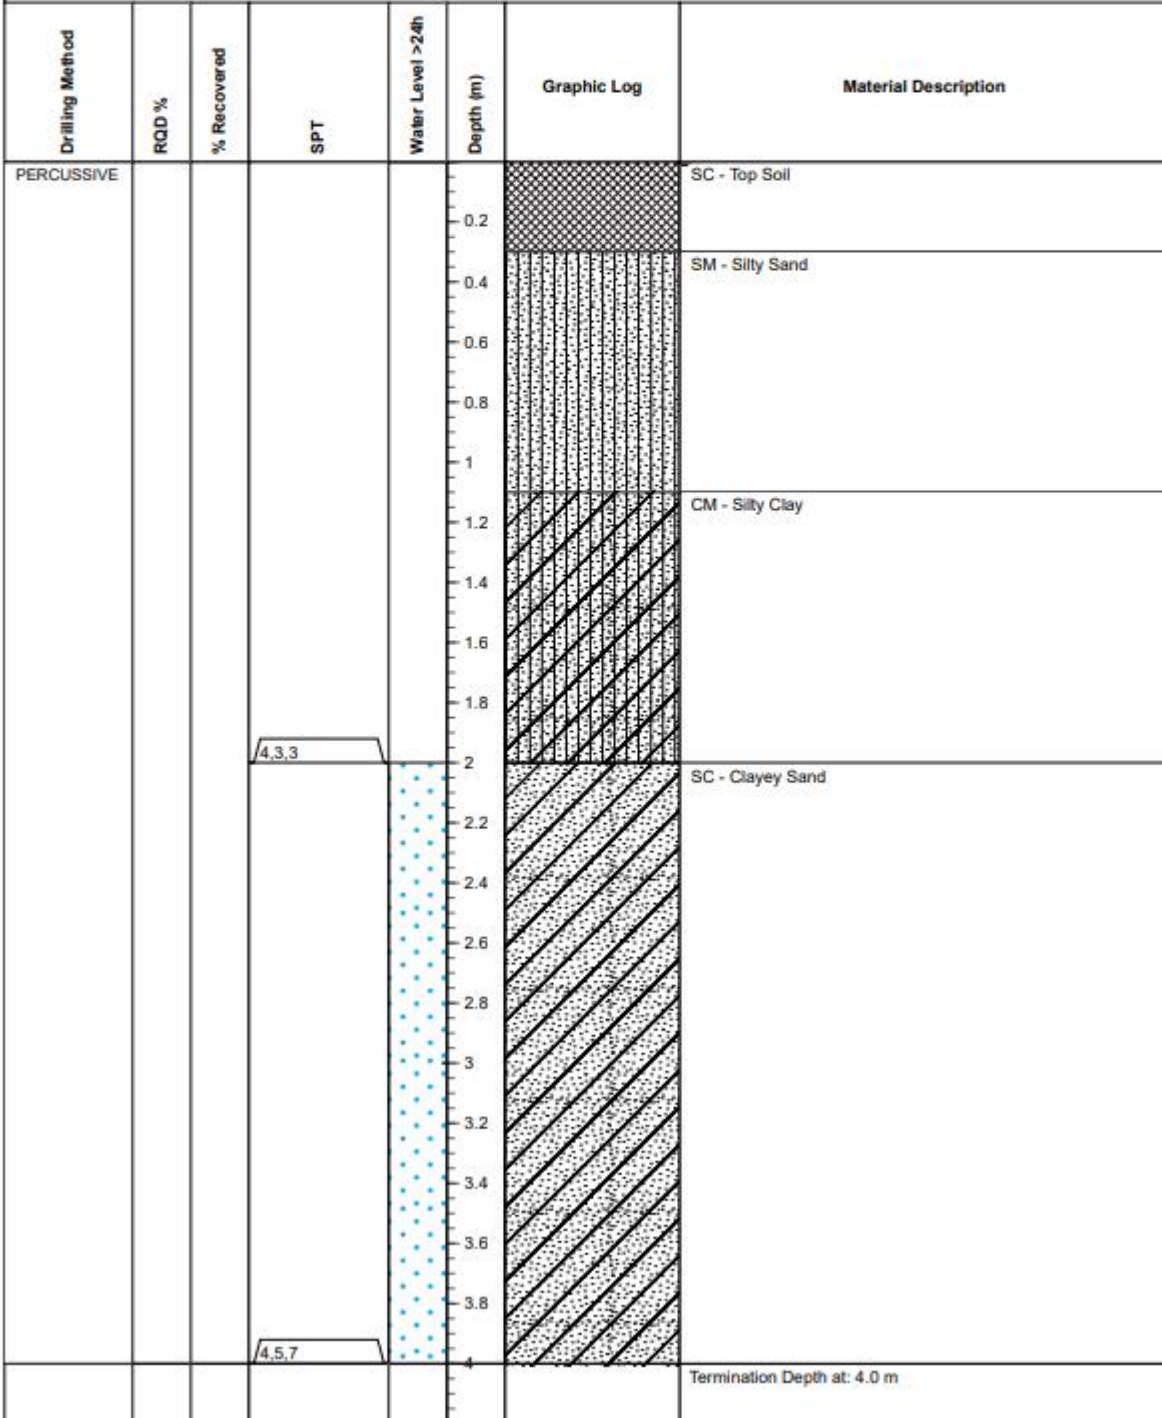 Drilling Method
RQD %
% Recovered
SPT
Water Level >24h
Depth (m)
Graphic Log
Material Description
PERCUSSIVE
SC - Top Soil
0.2
SM - Silty Sand
0.4
0.6
0.8
1
CM - Silty Clay
1.2
1.4
1.6
1.8
4,3,3
2
SC - Clayey Sand
2.2
2.4
2.6
2.8
3
3.2
3.4
3.6
3.8
4,5,7
4
Termination Depth at: 4.0 m